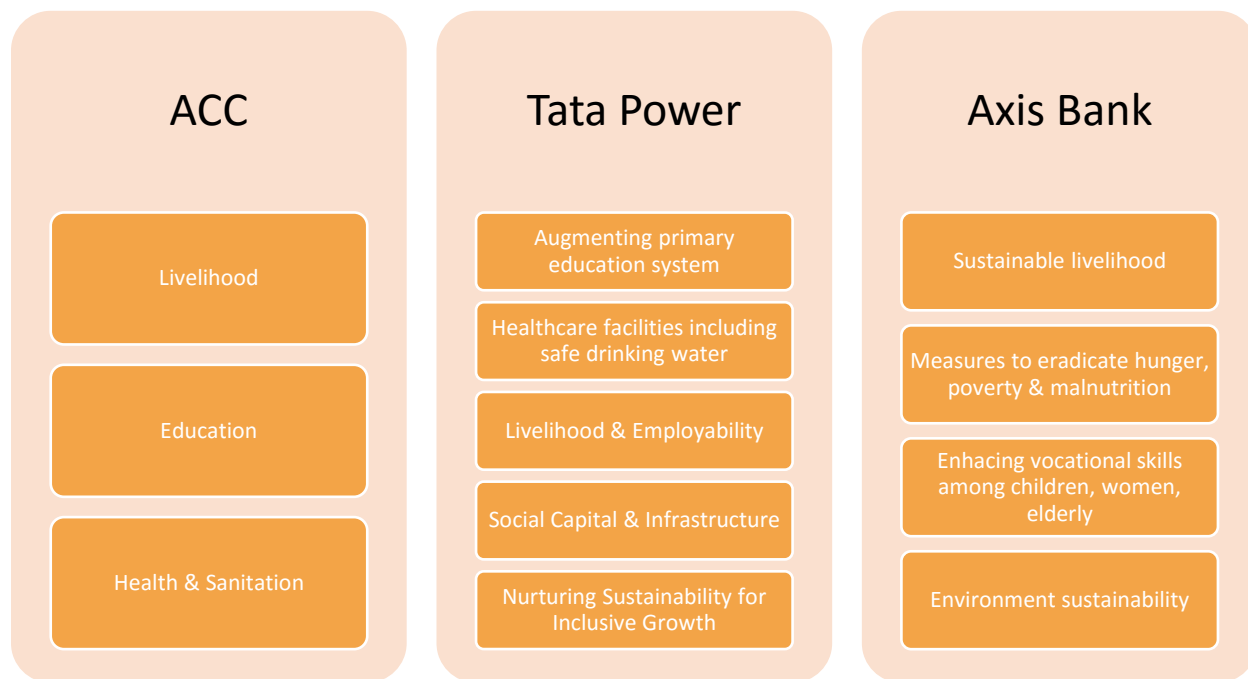 ACC
Livelihood
Education
Health & Sanitation
Tata Power
Augmenting primary
education system
Healthcare facilities including
safe drinking water
Livelihood & Employability
Social Capital & Infrastructure
Nurturing Sustainability for
Inclusive Growth
Axis Bank
Sustainable livelihood
Measures to eradicate hunger,
poverty & malnutrition
Enhacing vocational skills
among children, women,
elderly
Environment sustainability